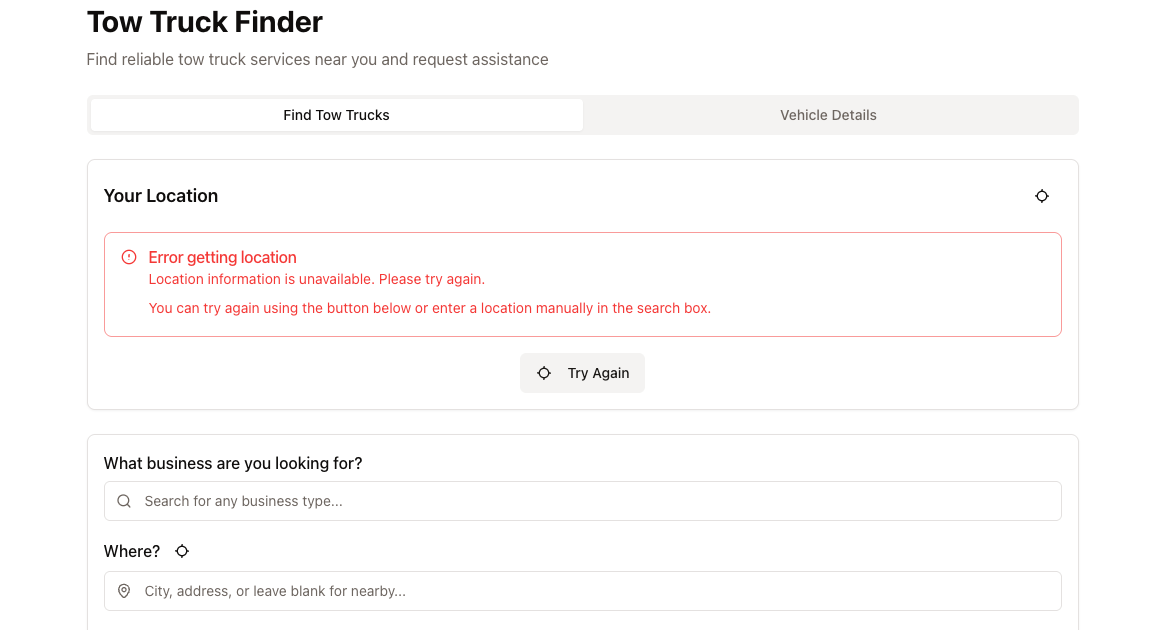 Tow Truck Finder
Find reliable tow truck services near you and request assistance
Find Tow Trucks
Vehicle Details
Your Location
Error getting location
Location information is unavailable. Please try again.
You can try again using the button below or enter a location manually in the search box.
Try Again
What business are you looking for?
Search for any business type...
Where?
City, address, or leave blank for nearby...